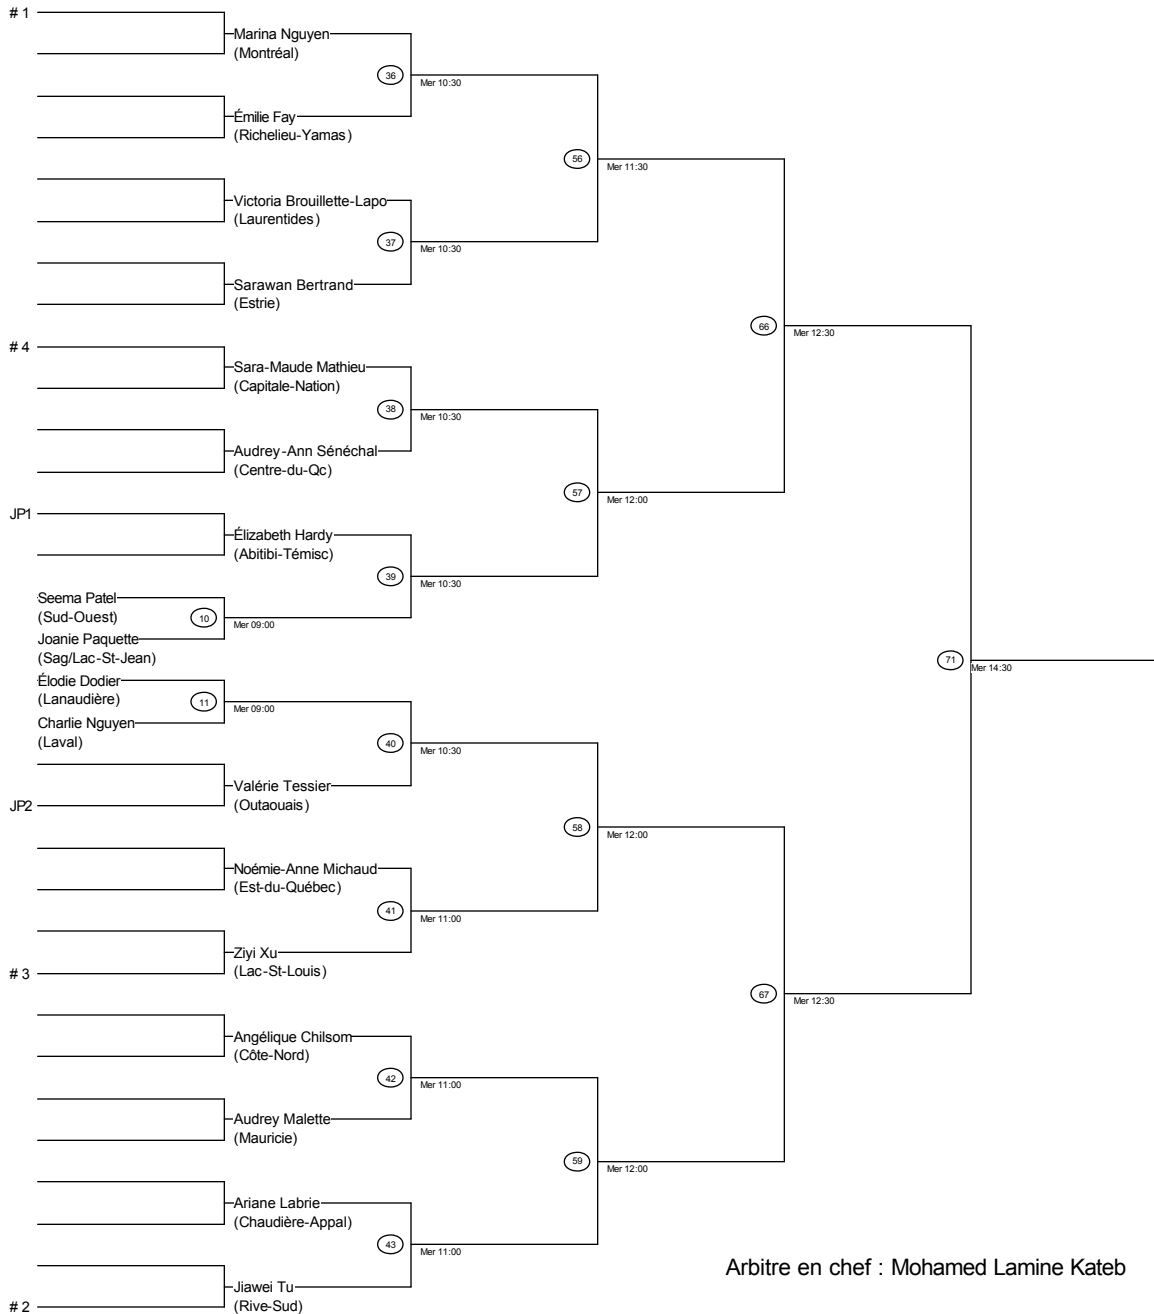 # 1
Marina Nguyen
(Montréal)
36
Mer 10:30
Émilie Fay
(Richelieu-Yamas)
56
Mer 11:30
Victoria Brouillette-Lapo
(Laurentides)
37
Mer 10:30
Sarawan Bertrand
(Estrie)
66
Mer 12:30
# 4
Sara-Maude Mathieu
(Capitale-Nation)
38
Mer 10:30
Audrey-Ann Sénéchal
(Centre-du-Qc)
57
Mer 12:00
JP1
Élizabeth Hardy
(Abitibi-Témisc)
39
Mer 10:30
Seema Patel
(Sud-Ouest)
10
Mer 09:00
Joanie Paquette
(Sag/Lac-St-Jean)
71
Mer 14:30
Élodie Dodier
(Lanaudière)
11
Mer 09:00
Charlie Nguyen
(Laval)
40
Mer 10:30
Valérie Tessier
(Outaouais)
JP2
58
Mer 12:00
Noémie-Anne Michaud
(Est-du-Québec)
41
Mer 11:00
Ziyi Xu
(Lac-St-Louis)
# 3
67
Mer 12:30
Angélique Chilsom
(Côte-Nord)
42
Mer 11:00
Audrey Malette
(Mauricie)
59
Mer 12:00
Ariane Labrie
(Chaudière-Appal)
43
Mer 11:00
Jiawei Tu
(Rive-Sud)
# 2
Arbitre en chef : Mohamed Lamine Kateb